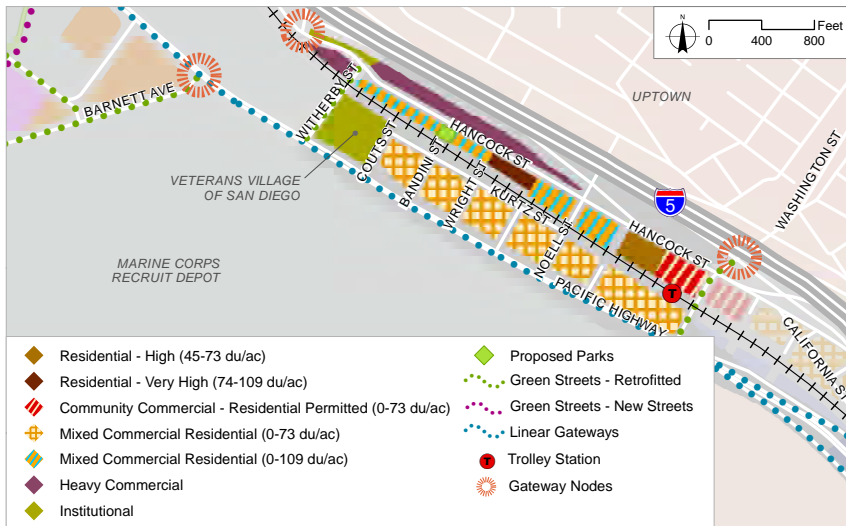 N
Feet
0 400 800
UPTOWN
BARNETT AVE
WITHERBY ST
COUTS ST
BANDINI ST
WRIGHT ST
HANCOCK ST
KURTZ ST
NOELL ST
HANCOCK ST
5
WASHINGTON ST
VETERANS VILLAGE
OF SAN DIEGO
MARINE CORPS
RECRUIT DEPOT
PACIFIC HIGHWAY
T
CALIFORNIA ST
Residential - High (45-73 du/ac)
Residential - Very High (74-109 du/ac)
Community Commercial - Residential Permitted (0-73 du/ac)
Mixed Commercial Residential (0-73 du/ac)
Mixed Commercial Residential (0-109 du/ac)
Heavy Commercial
Institutional
Proposed Parks
Green Streets - Retrofitted
Green Streets - New Streets
Linear Gateways
T Trolley Station
Gateway Nodes